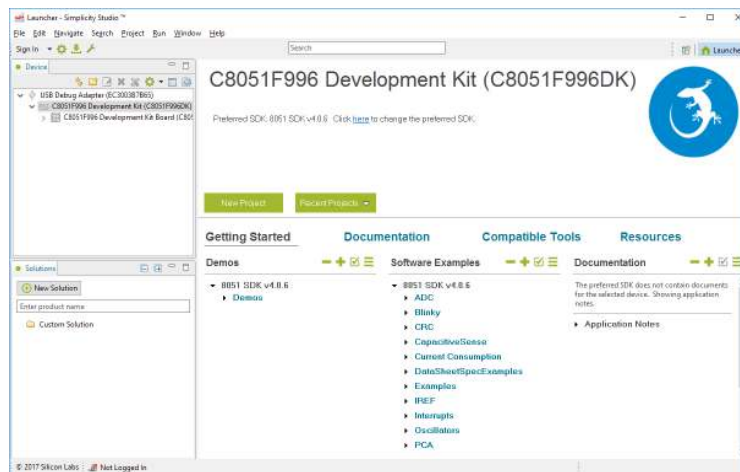 Launcher - Simplicity Studio ™
File Edit Navigate Search Project Run Window Help
Sign In
Search
Launcher
Device
USB Debug Adapter (EC3003B7B65)
C8051F996 Development Kit (C8051F996DK)
C8051F996 Development Kit Board (C805
C8051F996 Development Kit (C8051F996DK)
Preferred SDK: 8051 SDK v4.0.6 Click here to change the preferred SDK.
New Project
Recent Projects
Getting Started
Documentation
Compatible Tools
Resources
Solutions
New Solution
Enter product name
Custom Solution
Demos
8051 SDK v4.0.6
Demos
Software Examples
8051 SDK v4.0.6
ADC
Blinky
CRC
CapacitiveSense
Current Consumption
DataSheetSpecExamples
Examples
IREF
Interrupts
Oscillators
PCA
Documentation
The preferred SDK does not contain documents
for the selected device. Showing application
notes.
Application Notes
© 2017 Silicon Labs
Not Logged In